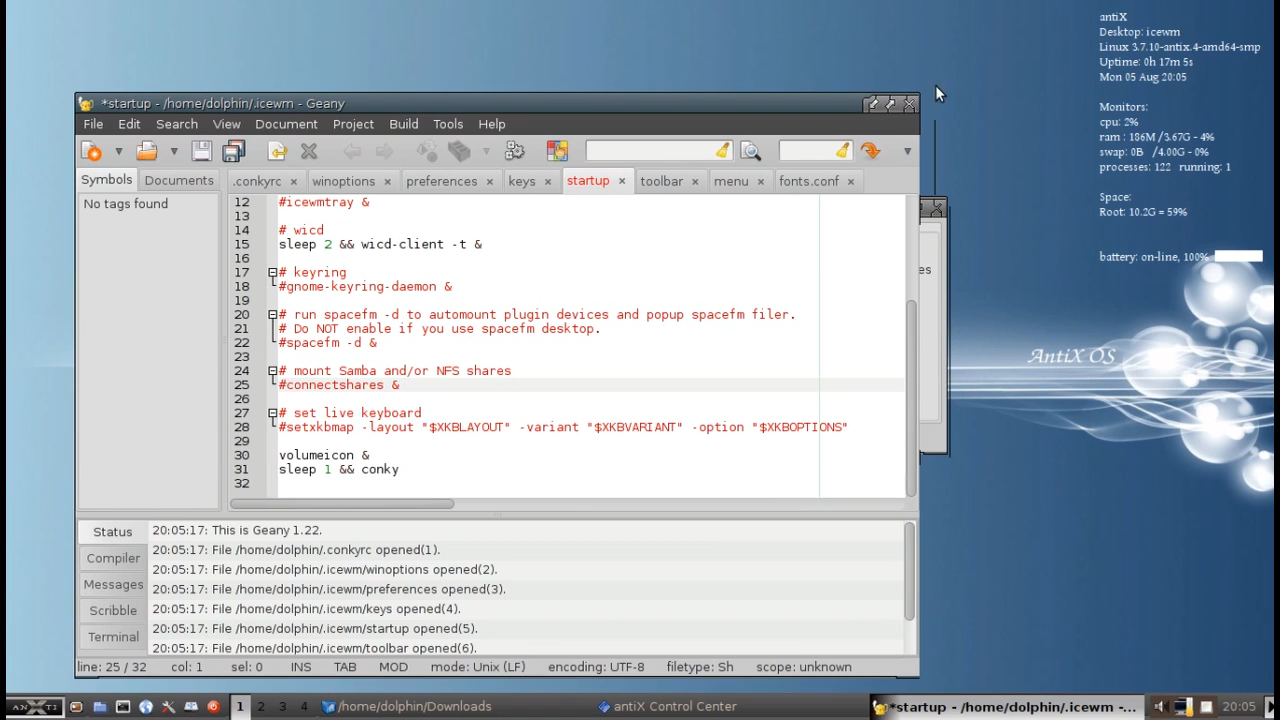 antiX
Desktop: icewm
Linux 3.7.10-antix.4-amd64-smp
Uptime: 0h 17m 5s
Mon 05 Aug 20:05
Monitors:
cpu: 2%
ram : 186M /3.67G - 4%
swap: 0B /4.00G - 0%
processes: 122 running: 1
Space:
Root: 10.2G = 59%
battery: on-line, 100%
AntiX OS
*startup - /home/dolphin/.icewm - Geany
File Edit Search View Document Project Build Tools Help
Symbols Documents
.conkyrc winoptions preferences keys startup toolbar menu fonts.conf
No tags found
12 #icewmtray &
13
14 # wicd
15 sleep 2 && wicd-client -t &
16
17 # keyring
18 #gnome-keyring-daemon &
19
20 # run spacefm -d to automount plugin devices and popup spacefm filer.
21 # Do NOT enable if you use spacefm desktop.
22 #spacefm -d &
23
24 # mount Samba and/or NFS shares
25 #connectshares &
26
27 # set live keyboard
28 #setxkbmap -layout "$XKBLAYOUT" -variant "$XKBVARIANT" -option "$XKBOPTIONS"
30 volumeicon &
31 sleep 1 && conky
32
es
Status
Compiler
Messages
Scribble
Terminal
20:05:17: This is Geany 1.22.
20:05:17: File /home/dolphin/.conkyrc opened(1).
20:05:17: File /home/dolphin/.icewm/winoptions opened(2).
20:05:17: File /home/dolphin/.icewm/preferences opened(3).
20:05:17: File /home/dolphin/.icewm/keys opened(4).
20:05:17: File /home/dolphin/.icewm/startup opened(5).
20:05:17: File /home/dolphin/.icewm/toolbar opened(6).
line: 25 / 32 col: 1 sel: 0 INS TAB MOD mode: Unix (LF) encoding: UTF-8 filetype: Sh scope: unknown
ANTIX 1 2 3 4 /home/dolphin/Downloads antiX Control Center *startup - /home/dolphin/.icewm -... 20:05